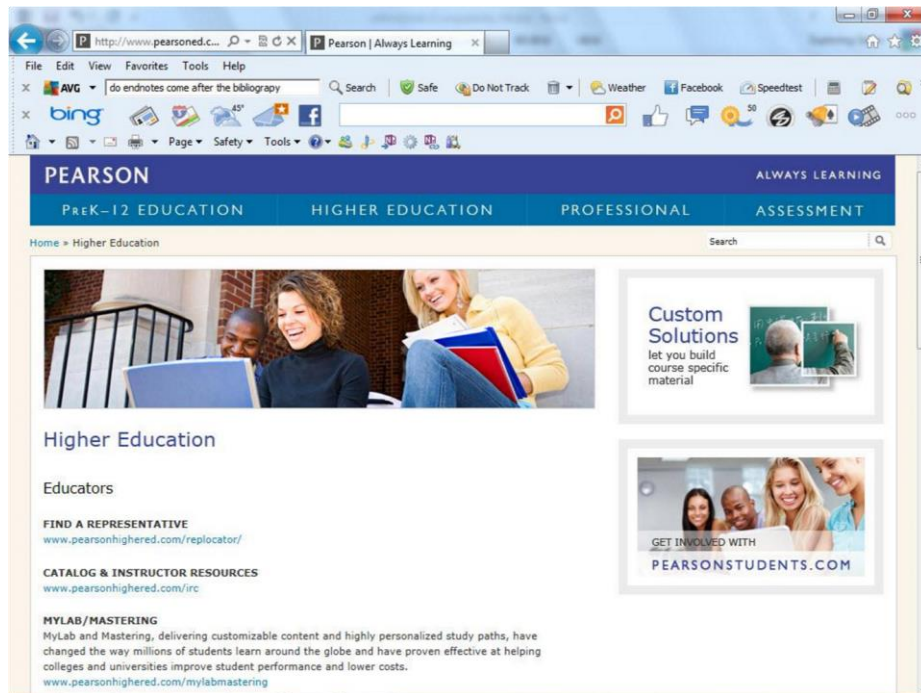 http://www.pearsoned.c...
Pearson | Always Learning
File Edit View Favorites Tools Help
AVG do endnotes come after the bibliograpy Search Safe Do Not Track Weather Facebook Speedtest
bing 45° 50
Page Safety Tools
PEARSON ALWAYS LEARNING
PREK–12 EDUCATION HIGHER EDUCATION PROFESSIONAL ASSESSMENT
Home » Higher Education Search
Custom
Solutions
let you build
course specific
material
Higher Education
Educators
FIND A REPRESENTATIVE
www.pearsonhighered.com/replocator/
CATALOG & INSTRUCTOR RESOURCES
www.pearsonhighered.com/irc
MYLAB/MASTERING
MyLab and Mastering, delivering customizable content and highly personalized study paths, have
changed the way millions of students learn around the globe and have proven effective at helping
colleges and universities improve student performance and lower costs.
www.pearsonhighered.com/mylabmastering
GET INVOLVED WITH
PEARSONSTUDENTS.COM